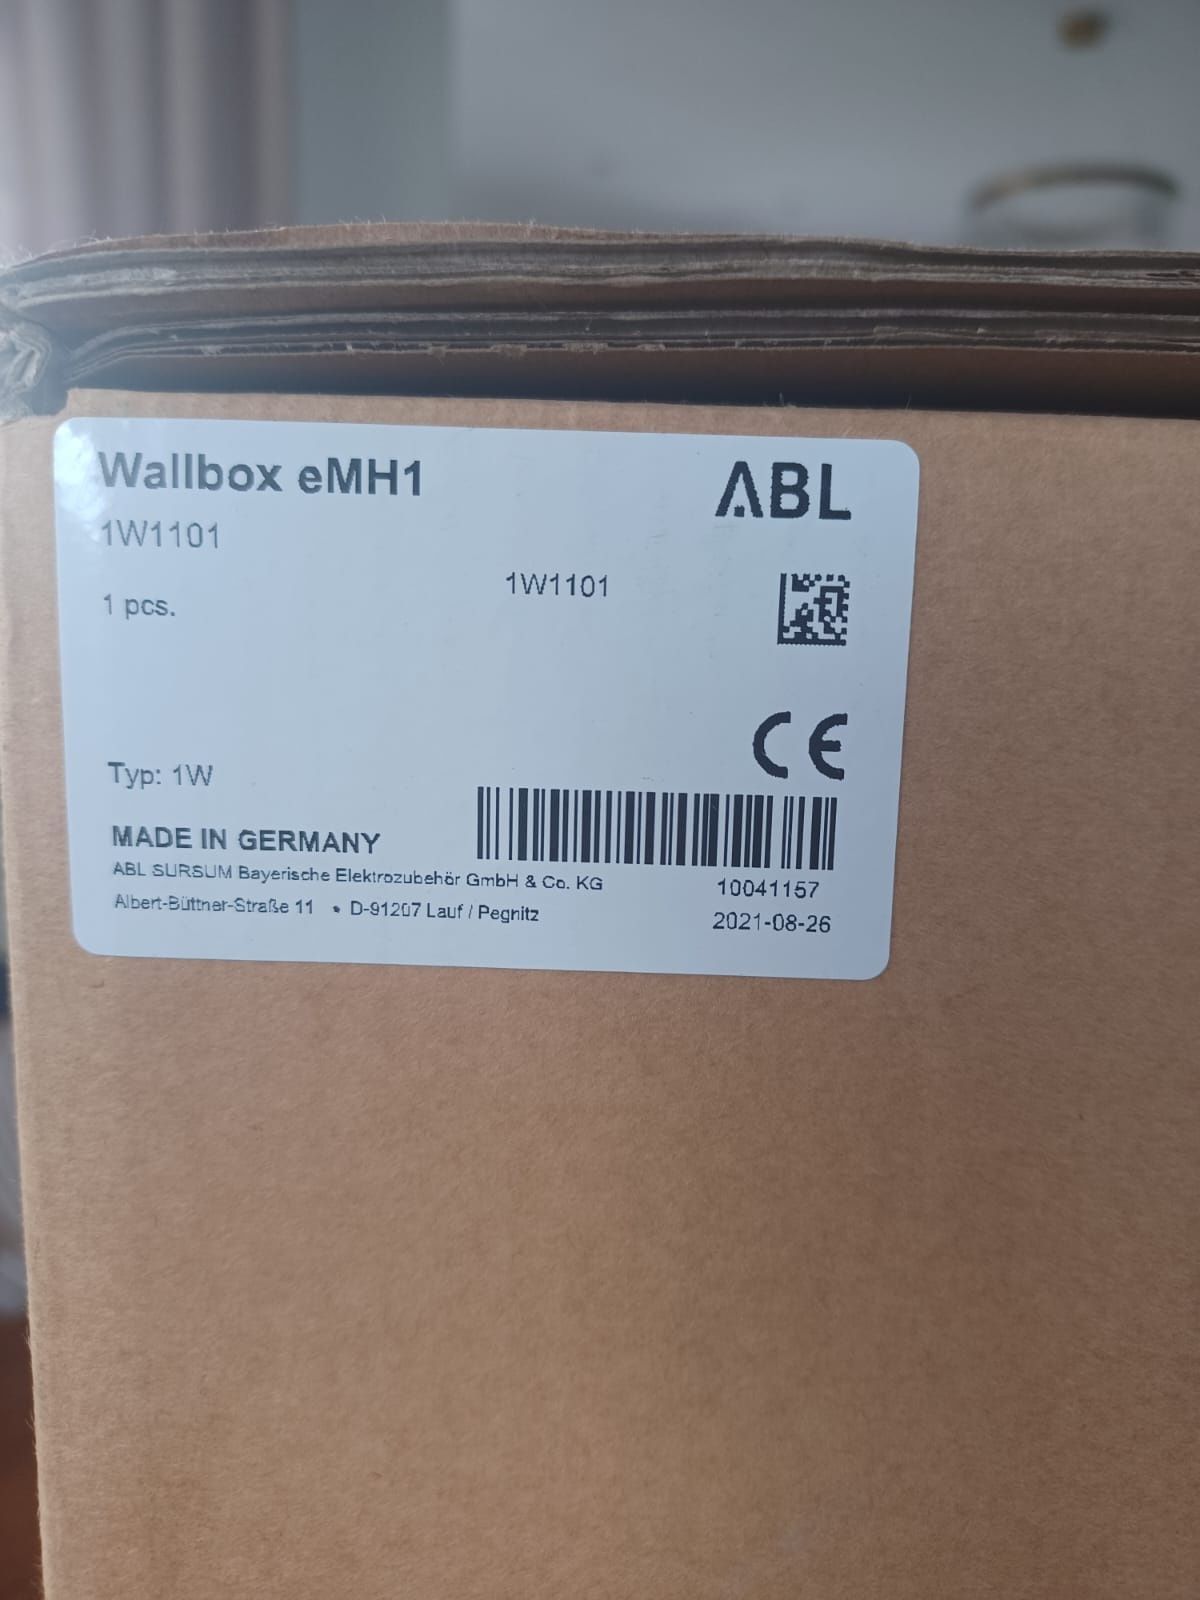 Wallbox eMH1
ABL
1W1101
1W1101
1 pcs.
CE
Typ: 1W
MADE IN GERMANY
ABL SURSUM Bayerische Elektrozubehör GmbH & Co. KG
10041157
Albert-Büttner-Straße 11 • D-91207 Lauf / Pegnitz
2021-08-26